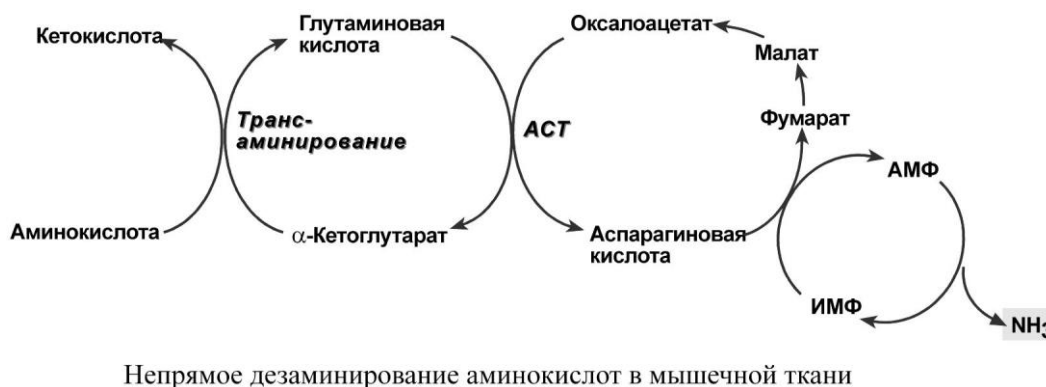 Кетокислота
Глутаминовая
кислота
Оксалоацетат
Малат
Транс-
аминирование
АСТ
Фумарат
АМФ
Аминокислота
α-Кетоглутарат
Аспарагиновая
кислота
ИМФ
NH3
Непрямое дезаминирование аминокислот в мышечной ткани